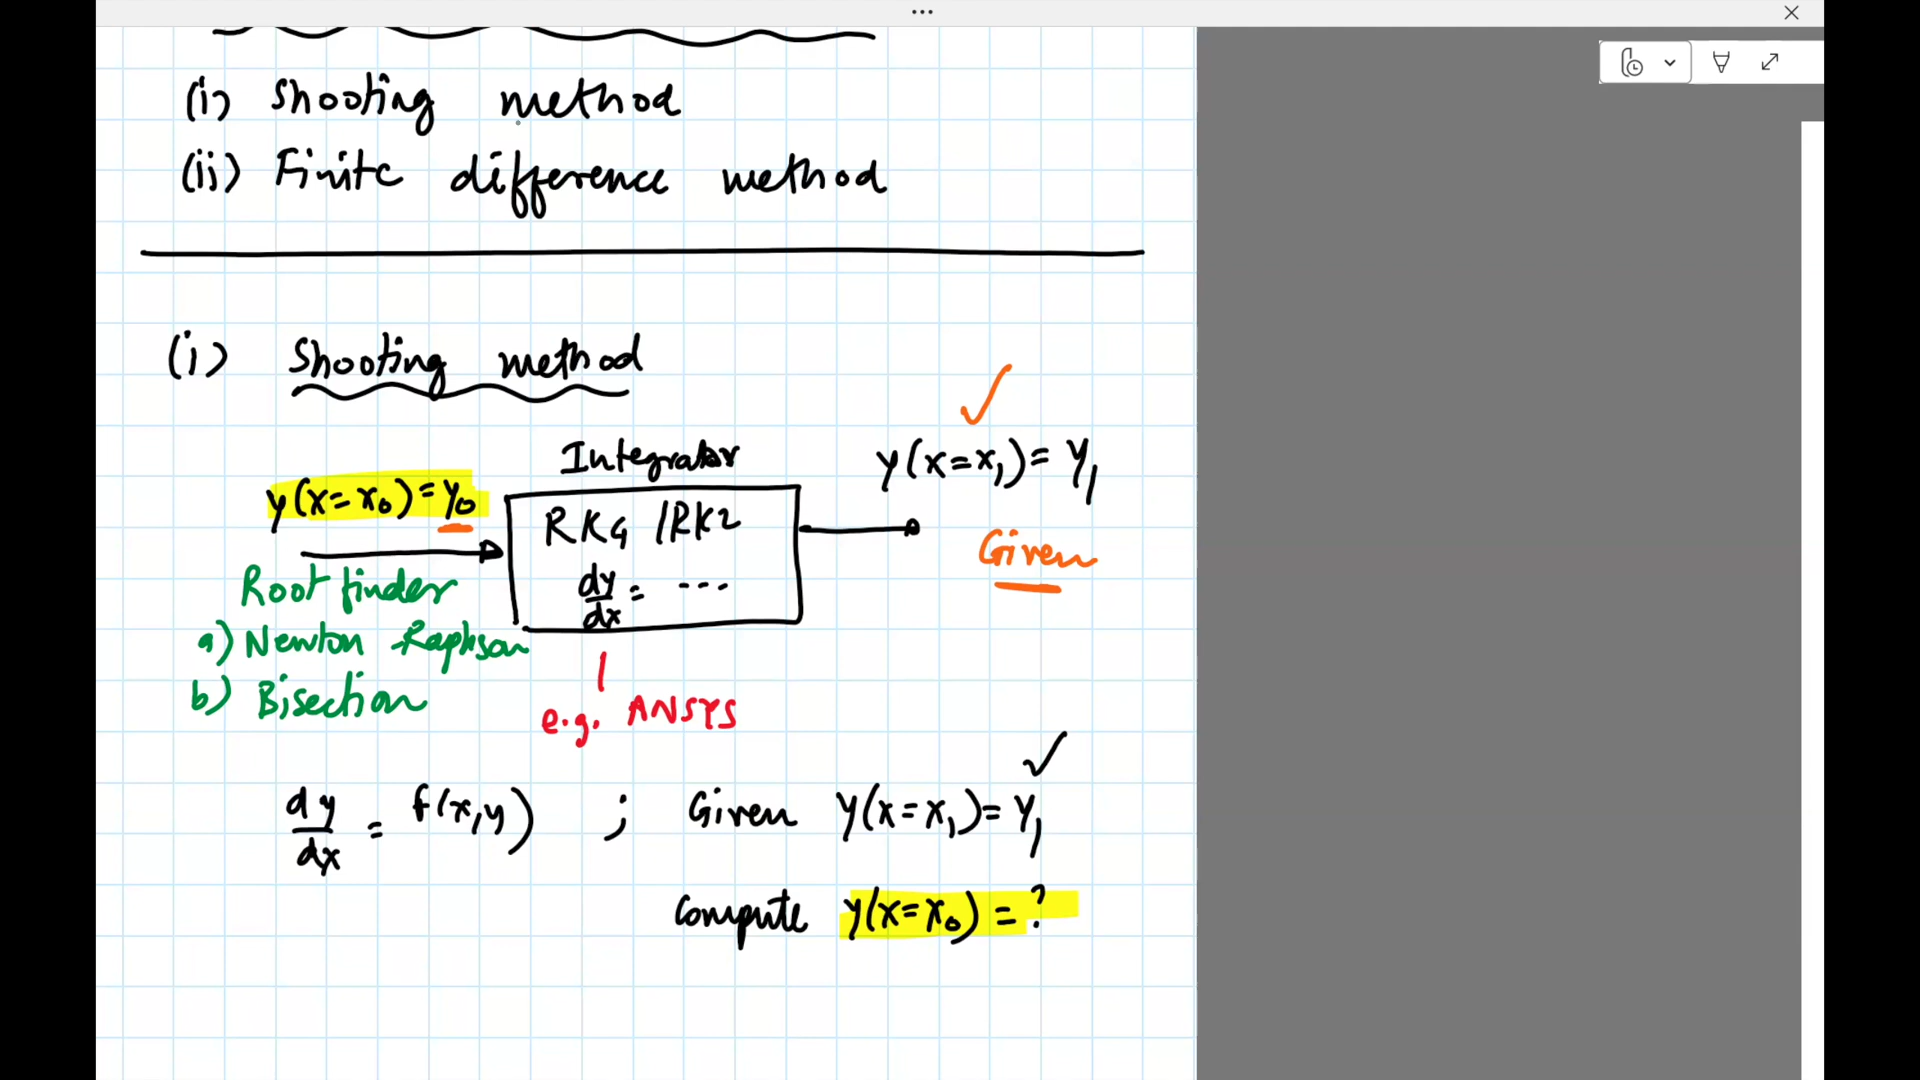 (i) Shooting method
(ii) Finite difference method
(i) Shooting method
Integrator
y(x=x₁)= y₁
y(x=x₀)=y₀
RK4 /RK2
Given
dy/dx = ---
Root finder
a) Newton-Raphson
b) Bisection
e.g. ANSYS
dy/dx = f(x,y) ; Given y(x=x₁)= y₁
Compute y(x=x₀) = ?